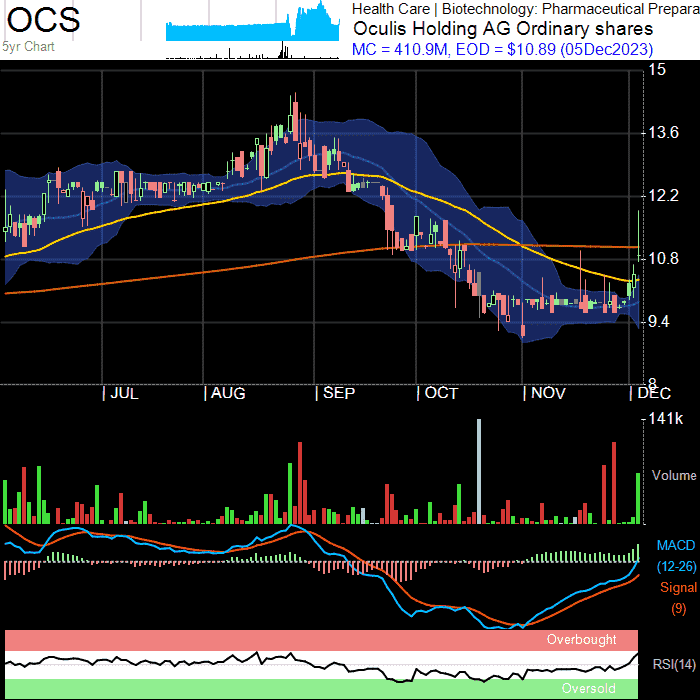 OCS
5yr Chart
Health Care | Biotechnology: Pharmaceutical Prepara
Oculis Holding AG Ordinary shares
MC = 410.9M, EOD = $10.89 (05Dec2023)
15
13.6
12.2
10.8
9.4
8
JUL AUG SEP OCT NOV DEC
141k
Volume
MACD
(12-26)
Signal
(9)
Overbought
RSI(14)
Oversold